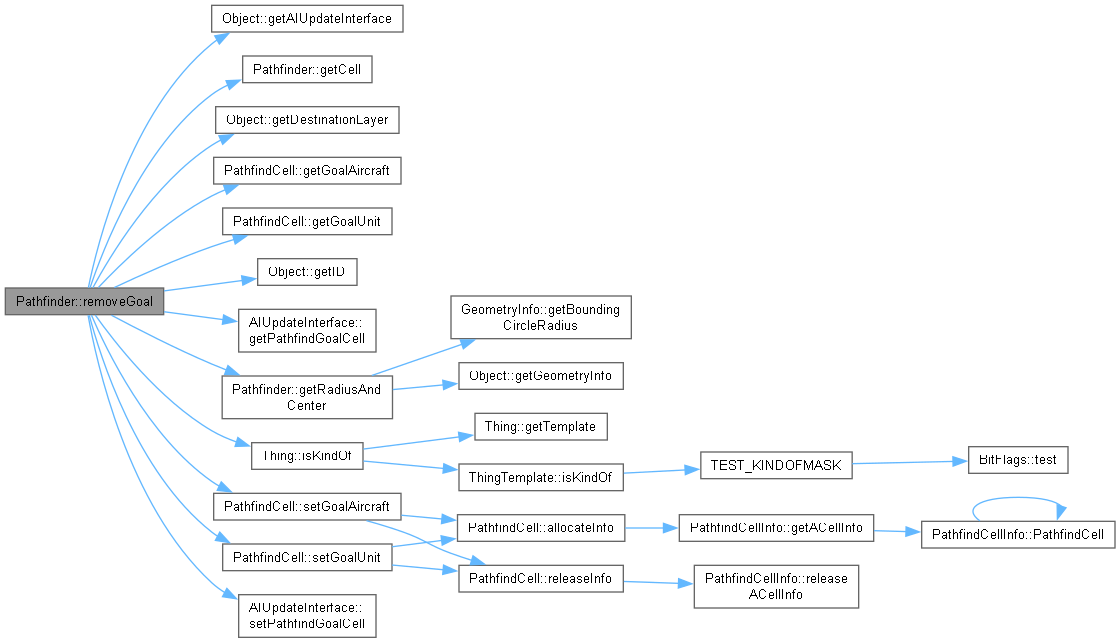 Object::getAIUpdateInterface
Pathfinder::getCell
Object::getDestinationLayer
PathfindCell::getGoalAircraft
PathfindCell::getGoalUnit
Object::getID
Pathfinder::removeGoal
AIUpdateInterface::
getPathfindGoalCell
GeometryInfo::getBounding
CircleRadius
Pathfinder::getRadiusAnd
Center
Object::getGeometryInfo
Thing::isKindOf
Thing::getTemplate
ThingTemplate::isKindOf
TEST_KINDOFMASK
BitFlags::test
PathfindCell::setGoalAircraft
PathfindCell::setGoalUnit
PathfindCell::allocateInfo
PathfindCellInfo::getACellInfo
PathfindCellInfo::PathfindCell
PathfindCell::releaseInfo
PathfindCellInfo::release
ACellInfo
AIUpdateInterface::
setPathfindGoalCell